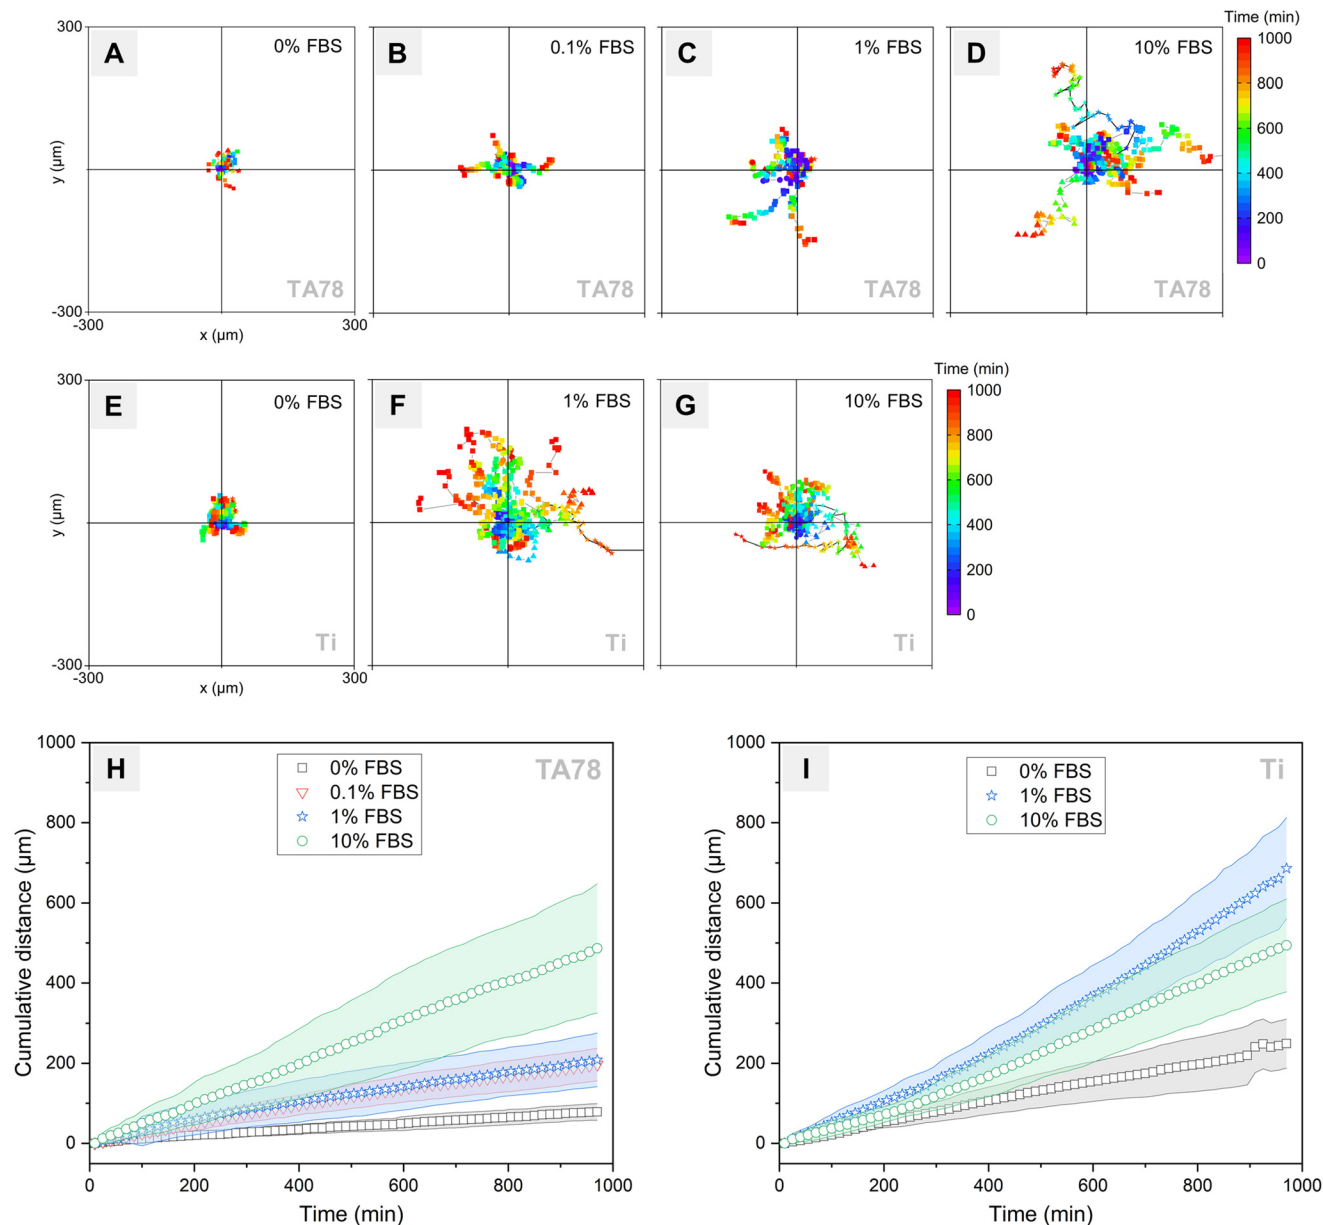 A
0% FBS
TA78
300
-300
-300
300
y (µm)
x (µm)
B
0.1% FBS
TA78
C
1% FBS
TA78
D
10% FBS
TA78
Time (min)
1000
800
600
400
200
0
E
0% FBS
Ti
300
-300
-300
300
y (µm)
x (µm)
F
1% FBS
Ti
G
10% FBS
Ti
Time (min)
1000
800
600
400
200
0
H
TA78
0% FBS
0.1% FBS
1% FBS
10% FBS
Cumulative distance (µm)
1000
800
600
400
200
0
0 200 400 600 800 1000
Time (min)
I
Ti
0% FBS
1% FBS
10% FBS
Cumulative distance (µm)
1000
800
600
400
200
0
0 200 400 600 800 1000
Time (min)